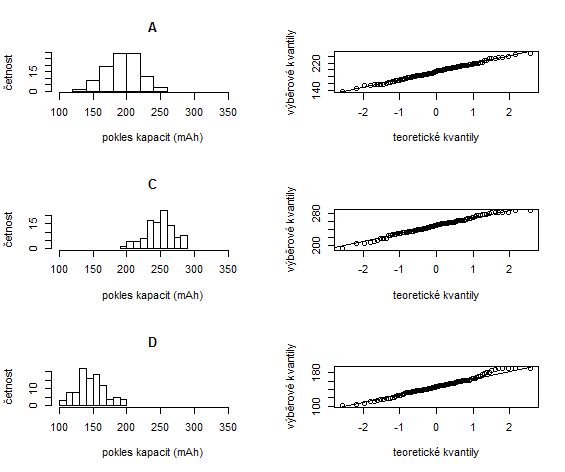 A
četnost
0 15
100 150 200 250 300 350
pokles kapacit (mAh)
výběrové kvantily
140 220
-2 -1 0 1 2
teoretické kvantily
C
četnost
0 15
100 150 200 250 300 350
pokles kapacit (mAh)
výběrové kvantily
200 280
-2 -1 0 1 2
teoretické kvantily
D
četnost
0 10
100 150 200 250 300 350
pokles kapacit (mAh)
výběrové kvantily
100 180
-2 -1 0 1 2
teoretické kvantily